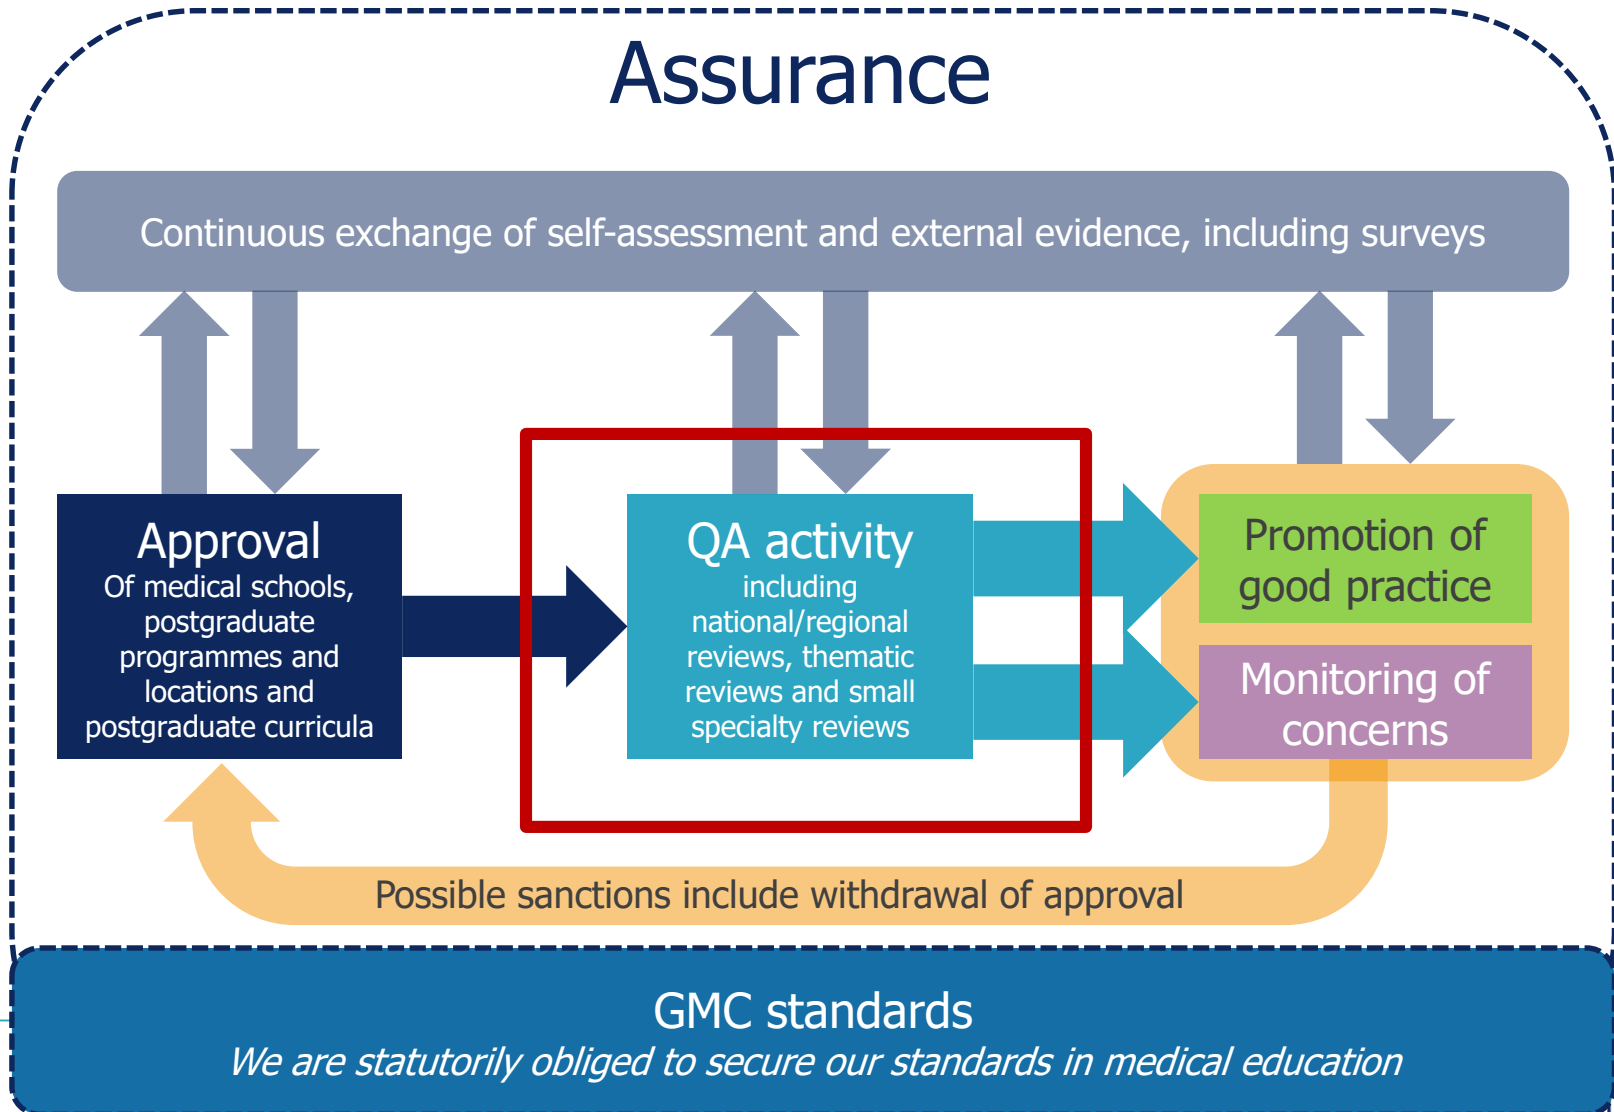 Assurance
Continuous exchange of self-assessment and external evidence, including surveys
Approval
Of medical schools,
postgraduate
programmes and
locations and
postgraduate curricula
QA activity
including
national/regional
reviews, thematic
reviews and small
specialty reviews
Promotion of
good practice
Monitoring of
concerns
Possible sanctions include withdrawal of approval
GMC standards
We are statutorily obliged to secure our standards in medical education